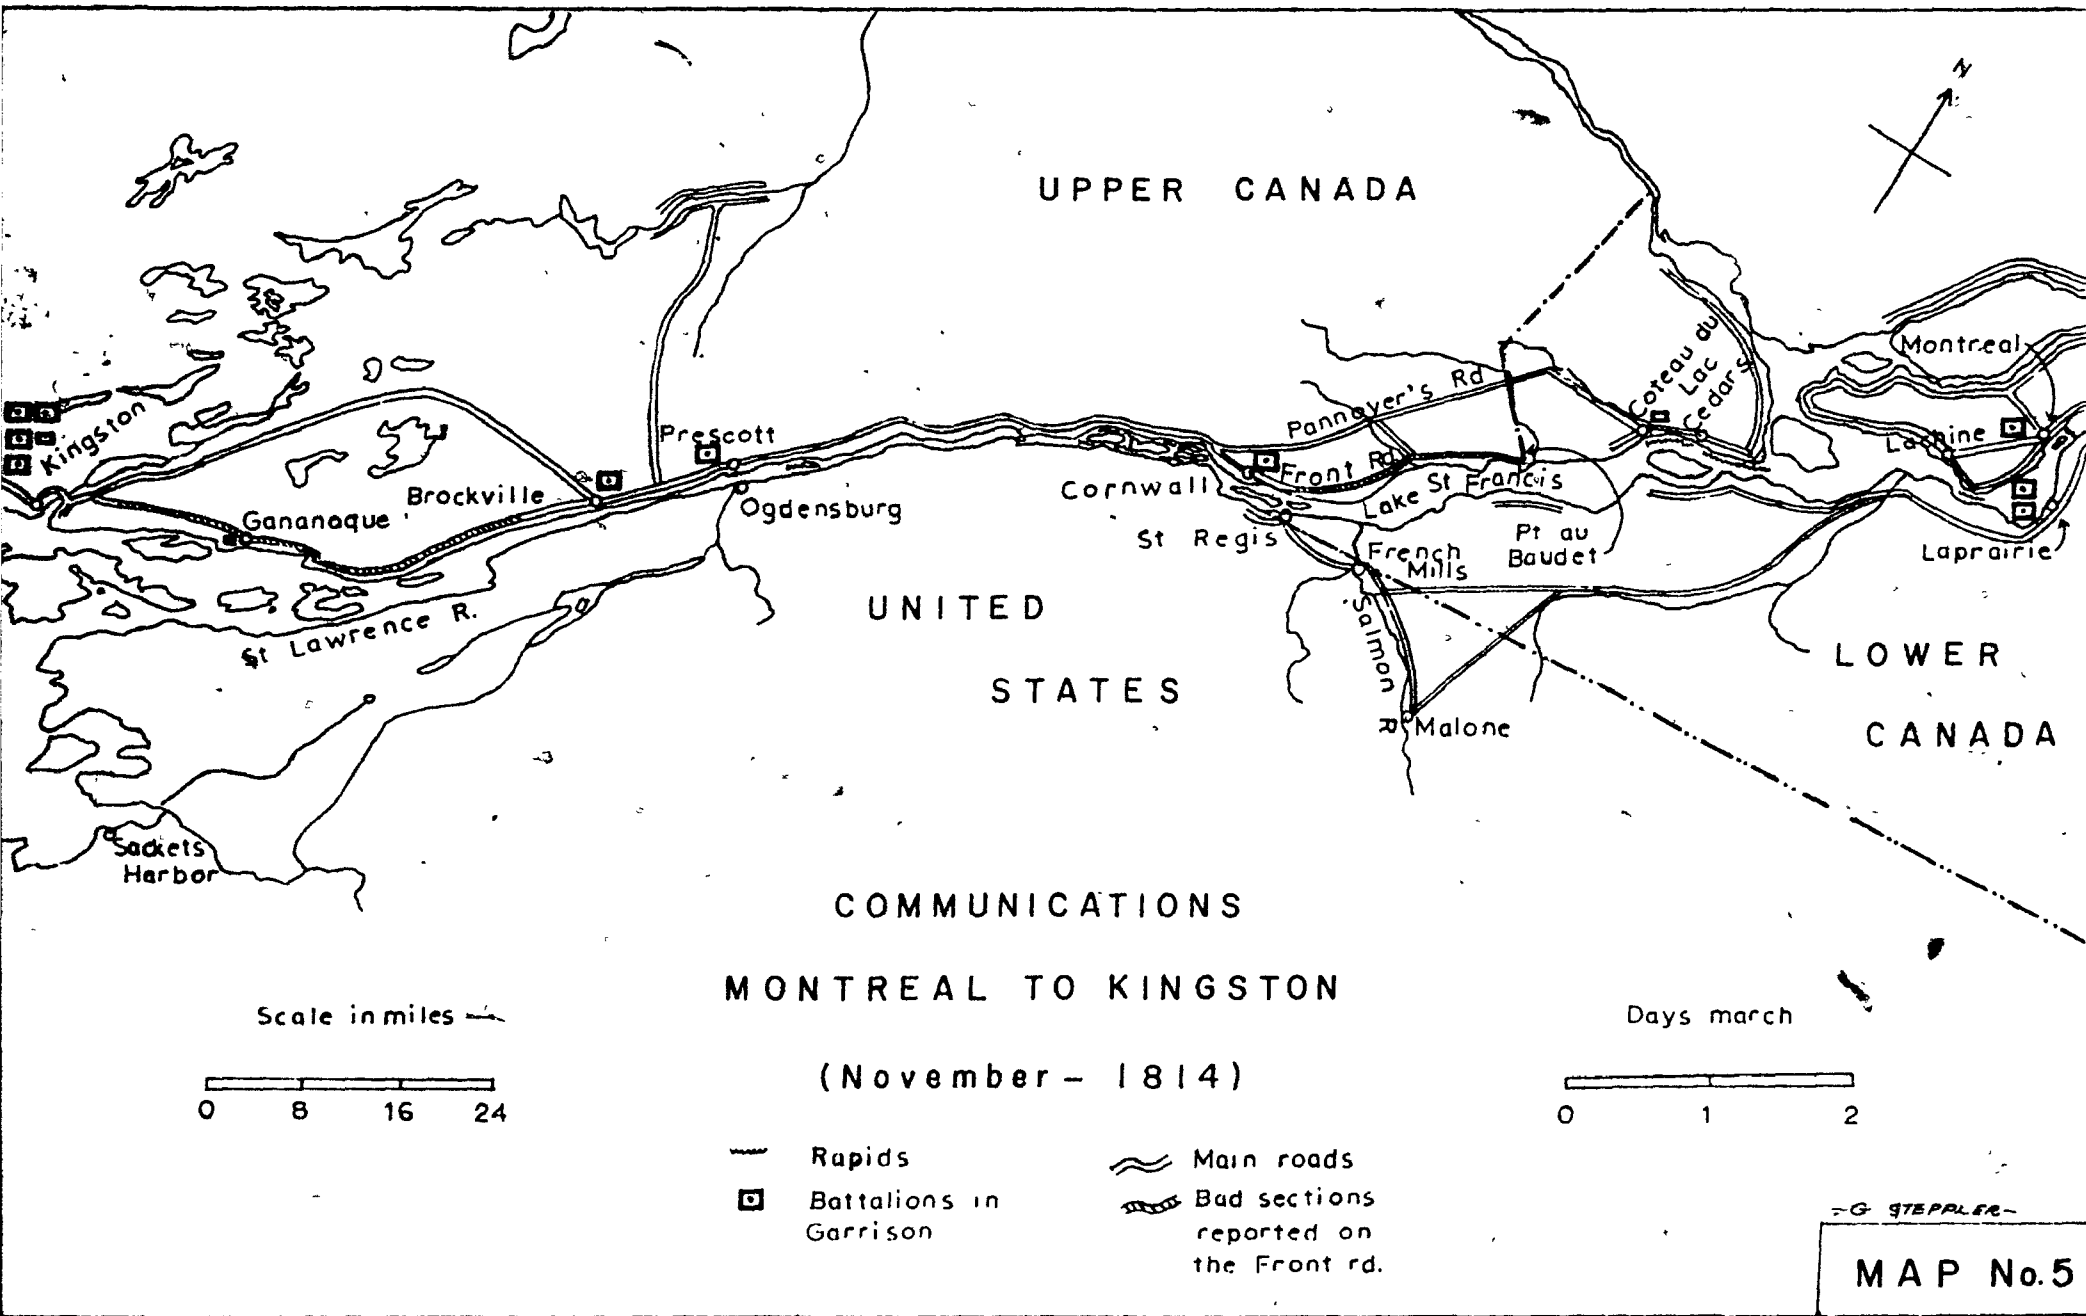 N
UPPER CANADA
Montreal
Coteau du
Lac
Cedars
Pannoyer's Rd
Kingston
Prescott
Lachine
Front Rd
Brockville
Cornwall
Lake St Francis
Gananoque
Ogdensburg
St Regis
Pt au
Baudet
French
Mills
Laprairie
UNITED
St Lawrence R.
Salmon R
LOWER
STATES
Malone
CANADA
Sackets
Harbor
COMMUNICATIONS
MONTREAL TO KINGSTON
(November - 1814)
Scale in miles
0 8 16 24
Days march
0 1 2
Rapids
Battalions in
Garrison
Main roads
Bad sections
reported on
the Front rd.
-G STEPPLER-
MAP No.5